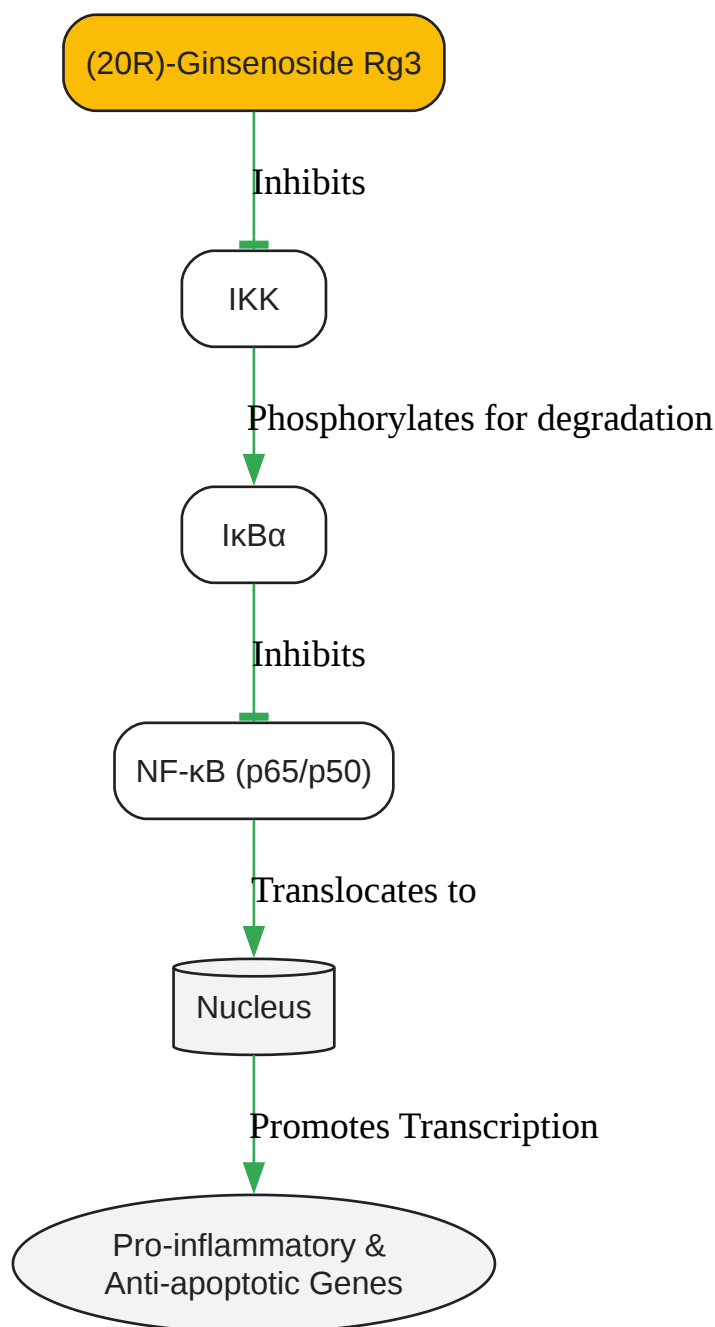 (20R)-Ginsenoside Rg3
Inhibits
IKK
Phosphorylates for degradation
IκBα
Inhibits
NF-κB (p65/p50)
Translocates to
Nucleus
Promotes Transcription
Pro-inflammatory &
Anti-apoptotic Genes